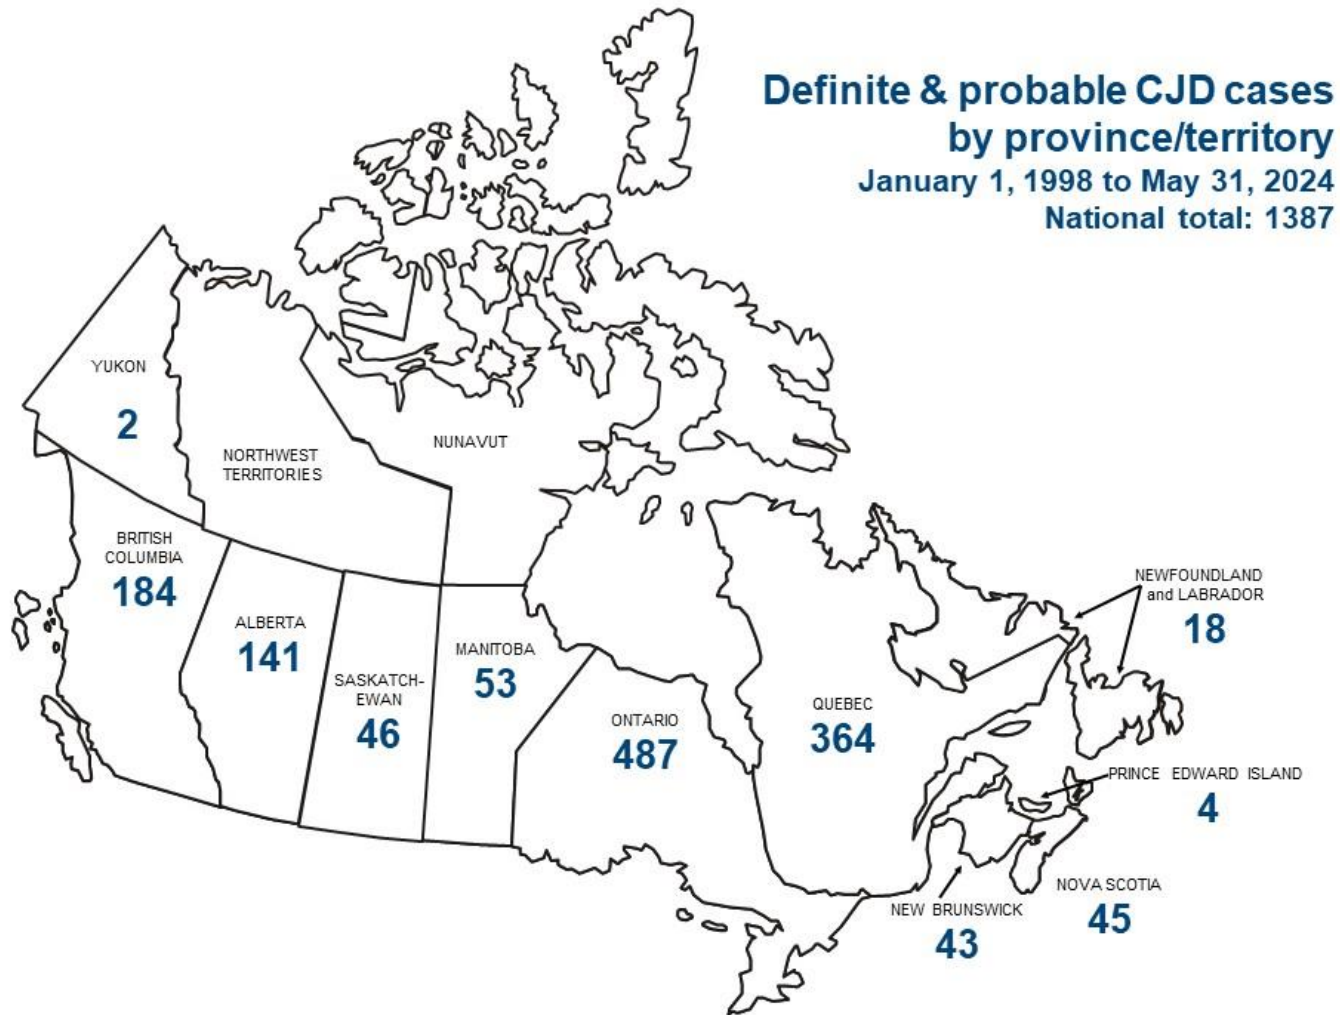 Definite & probable CJD cases
by province/territory
January 1, 1998 to May 31, 2024
National total: 1387
YUKON
2
NORTHWEST
TERRITORIES
NUNAVUT
BRITISH
COLUMBIA
184
ALBERTA
141
SASKATCH-
EWAN
46
MANITOBA
53
ONTARIO
487
QUEBEC
364
NEWFOUNDLAND
and LABRADOR
18
PRINCE EDWARD ISLAND
4
NOVA SCOTIA
45
NEW BRUNSWICK
43